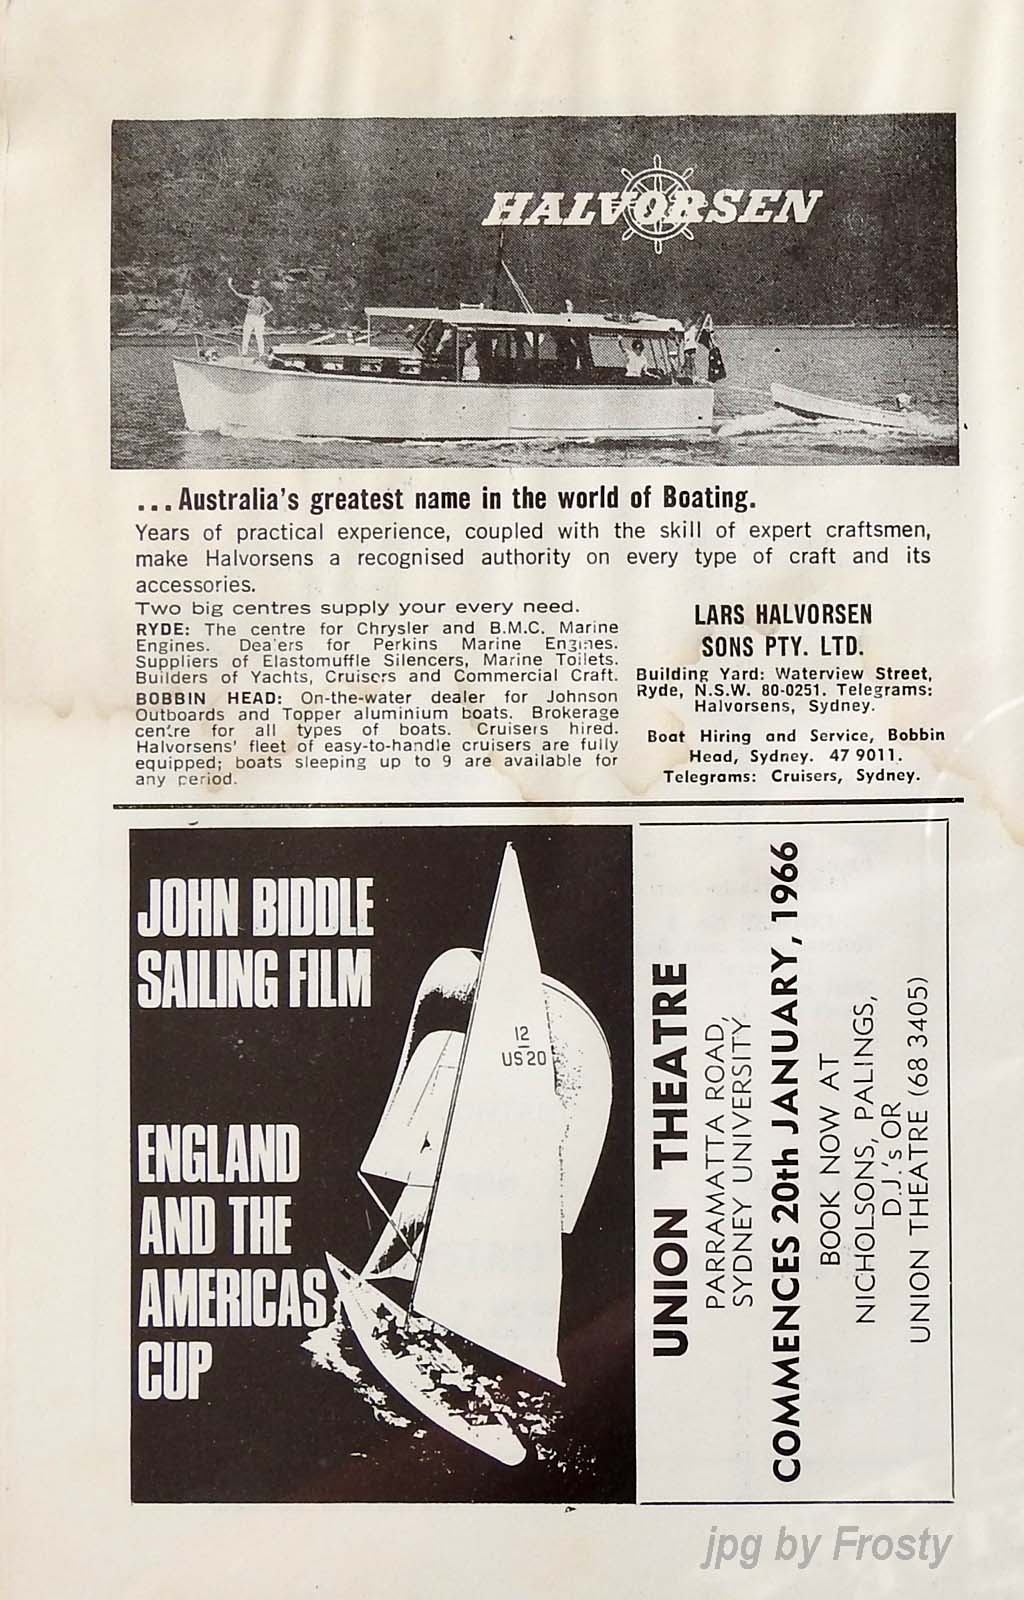 HALVORSEN
...Australia's greatest name in the world of Boating.
Years of practical experience, coupled with the skill of expert craftsmen,
make Halvorsens a recognised authority on every type of craft and its
accessories.
Two big centres supply your every need.
RYDE: The centre for Chrysler and B.M.C. Marine
Engines. Dealers for Perkins Marine Engines.
Suppliers of Elastomuffle Silencers, Marine Toilets.
Builders of Yachts, Cruisers and Commercial Craft.
BOBBIN HEAD: On-the-water dealer for Johnson
Outboards and Topper aluminium boats. Brokerage
centre for all types of boats. Cruisers hired.
Halvorsens' fleet of easy-to-handle cruisers are fully
equipped; boats sleeping up to 9 are available for
any period.
LARS HALVORSEN
SONS PTY. LTD.
Building Yard: Waterview Street,
Ryde, N.S.W. 80-0251. Telegrams:
Halvorsens, Sydney.
Boat Hiring and Service, Bobbin
Head, Sydney. 47 9011.
Telegrams: Cruisers, Sydney.
JOHN BIDDLE
SAILING FILM
ENGLAND
AND THE
AMERICAS
CUP
12
US 20
UNION THEATRE
PARRAMATTA ROAD,
SYDNEY UNIVERSITY
COMMENCES 20th JANUARY, 1966
BOOK NOW AT
NICHOLSONS, PALINGS,
D.J.'s OR
UNION THEATRE (68 3405)
jpg by Frosty